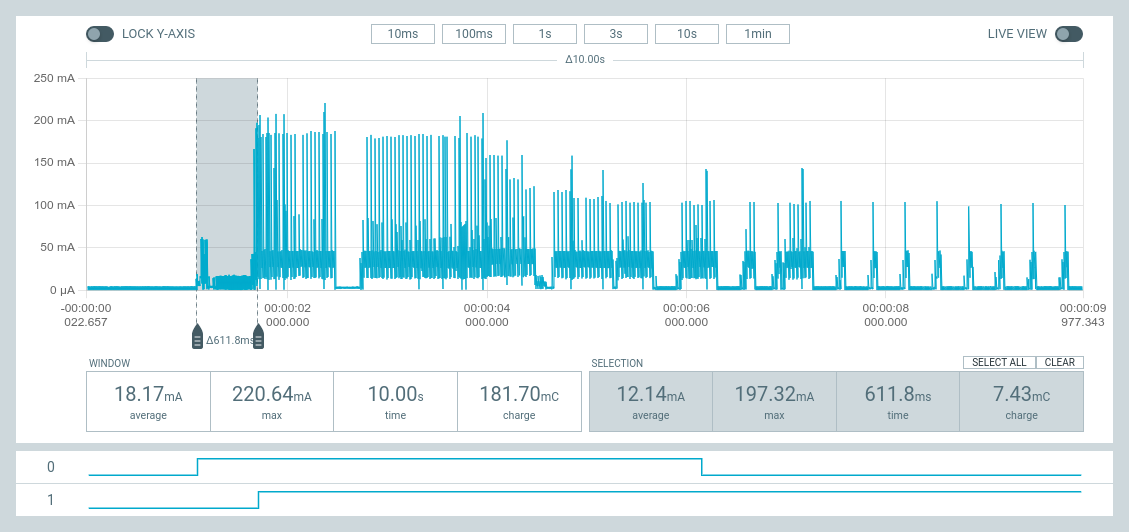 LOCK Y-AXIS 10ms 100ms 1s 3s 10s 1min LIVE VIEW
Δ10.00s
250 mA
200 mA
150 mA
100 mA
50 mA
0 µA
-00:00:00 00:00:02 00:00:04 00:00:06 00:00:08 00:00:09
022.657 000.000 000.000 000.000 000.000 977.343
Δ611.8ms
WINDOW SELECTION SELECT ALL CLEAR
18.17mA 220.64mA 10.00s 181.70mC 12.14mA 197.32mA 611.8ms 7.43mC
average max time charge average max time charge
0
1